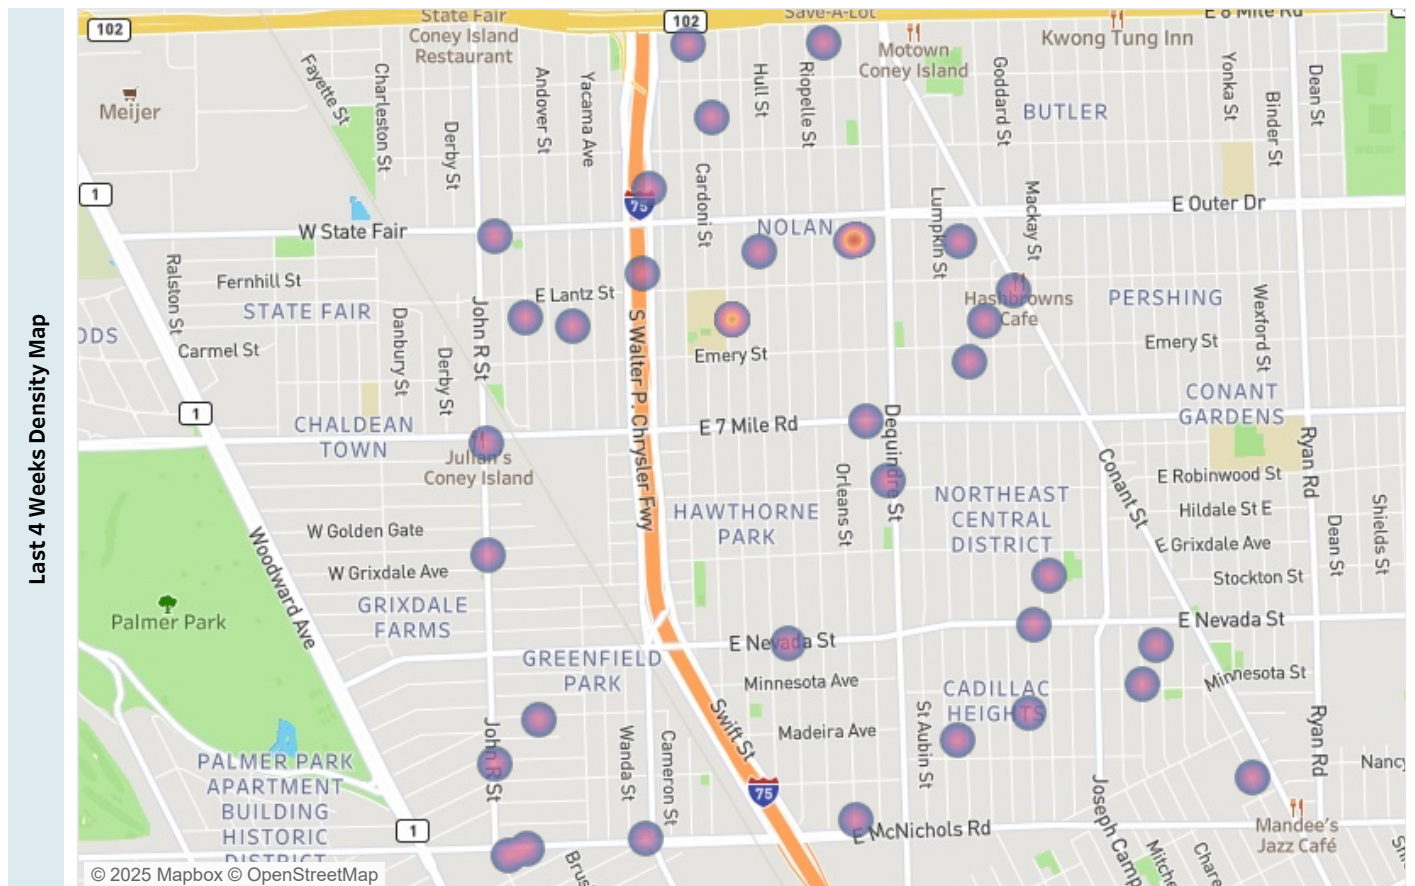 Last 4 Weeks Density Map
State Fair
Coney Island
Restaurant
102
102
Save-A-Lot
E 8 Mile Rd
Motown
Coney Island
Kwong Tung Inn
Meijer
Fayette St
Charleston St
Derby St
Andover St
Yacama Ave
Hull St
Riopelle St
Goddard St
BUTLER
Yonka St
Binder St
Dean St
1
75
Cardoni St
W State Fair
E Outer Dr
NOLAN
Lumpkin St
Mackay St
Ralston St
Fernhill St
STATE FAIR
E Lantz St
Hashbrowns
Cafe
PERSHING
ODS
Carmel St
Danbury St
Derby St
John R St
S Walter P. Chrysler Fwy
Emery St
Emery St
Wexford St
1
CHALDEAN
TOWN
E 7 Mile Rd
Dequindre St
CONANT
GARDENS
Julian's
Coney Island
Orleans St
Conant St
Ryan Rd
E Robinwood St
Hildale St E
E Grixdale Ave
Stockton St
Dean St
Shields St
HAWTHORNE
PARK
NORTHEAST
CENTRAL
DISTRICT
W Golden Gate
W Grixdale Ave
Woodward Ave
Palmer Park
GRIXDALE
FARMS
E Nevada St
E Nevada St
GREENFIELD
PARK
Minnesota Ave
Minnesota St
CADILLAC
HEIGHTS
Swift St
Madeira Ave
St Aubin St
John R St
Wanda St
Cameron St
Ryan Rd
Nancy
PALMER PARK
APARTMENT
BUILDING
HISTORIC
DISTRICT
75
Joseph Camp
1
E McNichols Rd
Mandee's
Jazz Café
Brus
Mitche
Chare
© 2025 Mapbox © OpenStreetMap